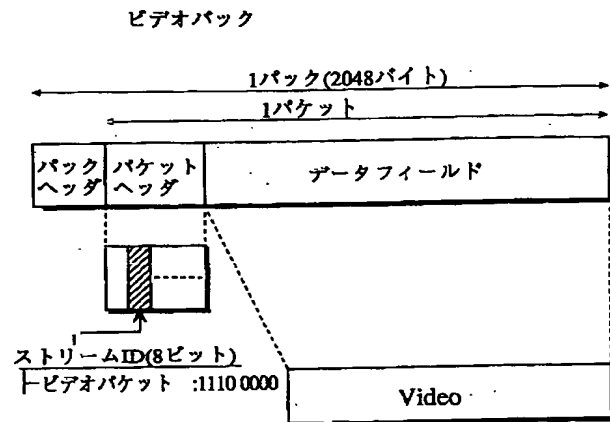 ビデオパック
1パック(2048バイト)
1パケット
パック
ヘッダ
パケット
ヘッダ
データフィールド
ストリームID(8ビット)
ビデオパケット :1110 0000
Video